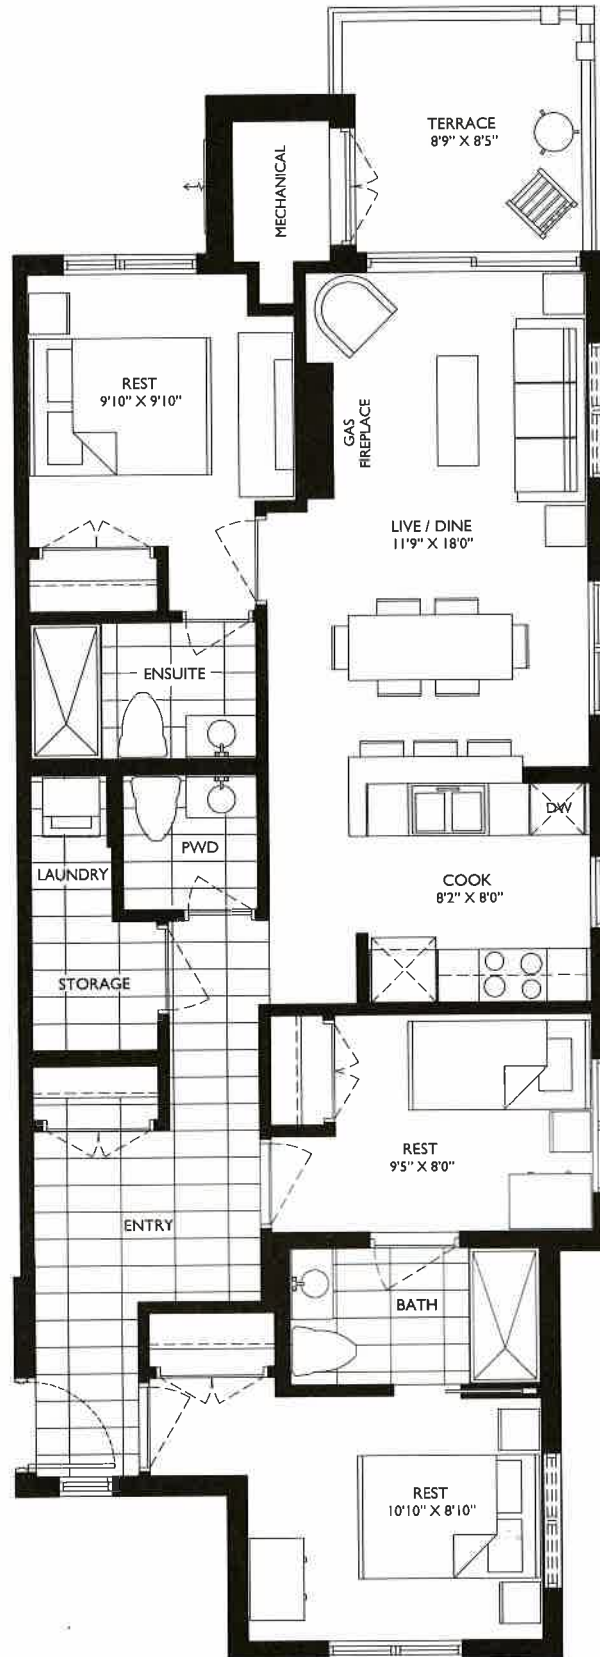 TERRACE
8'9" X 8'5"
MECHANICAL
REST
9'10" X 9'10"
GAS
FIREPLACE
LIVE / DINE
11'9" X 18'0"
ENSUITE
PWD
DW
LAUNDRY
COOK
8'2" X 8'0"
STORAGE
REST
9'5" X 8'0"
ENTRY
BATH
REST
10'10" X 8'10"